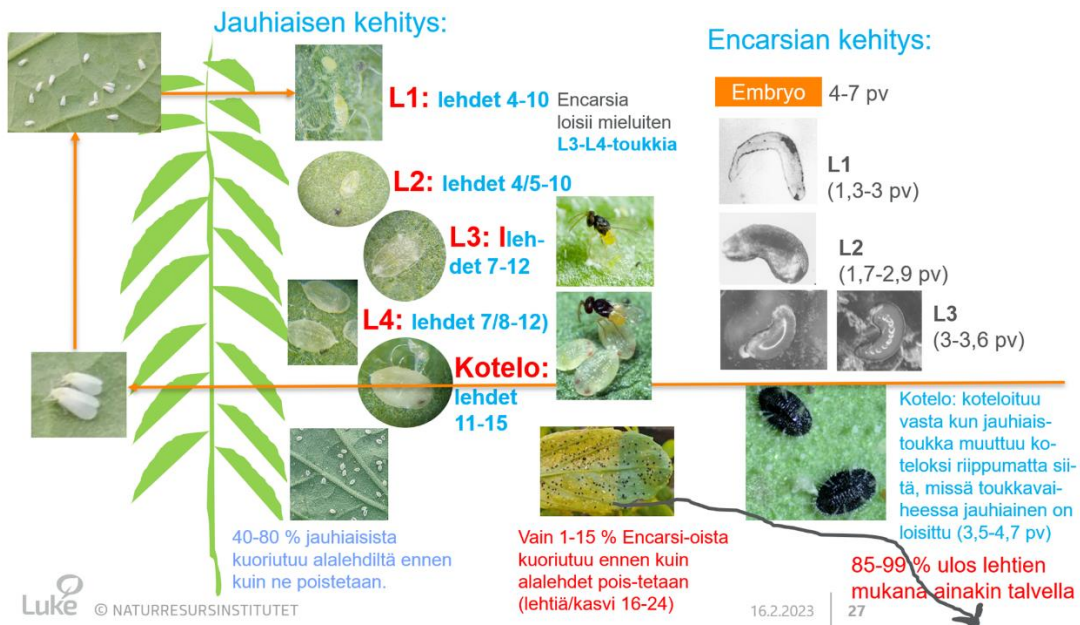 Jauhiaisen kehitys:
L1: lehdet 4-10
L2: lehdet 4/5-10
L3: lleh-
det 7-12
L4: lehdet 7/8-12)
Kotelo:
lehdet
11-15
Encarsia
loisii mieluiten
L3-L4-toukkia
40-80 % jauhiaisista
kuoriutuu alalehdiltä ennen
kuin ne poistetaan.
Vain 1-15 % Encarsi-oista
kuoriutuu ennen kuin
alalehdet pois-tetaan
(lehtiä/kasvi 16-24)
Encarsian kehitys:
Embryo 4-7 pv
L1
(1,3-3 pv)
L2
(1,7-2,9 pv)
L3
(3-3,6 pv)
Kotelo: koteloituu
vasta kun jauhiais-
toukka muuttuu ko-
teloksi riippumatta sii-
tä, missä toukkavai-
heessa jauhiainen on
loisittu (3,5-4,7 pv)
85-99 % ulos lehtien
mukana ainakin talvella
Luke © NATURRESURSINSTITUTET
16.2.2023 27